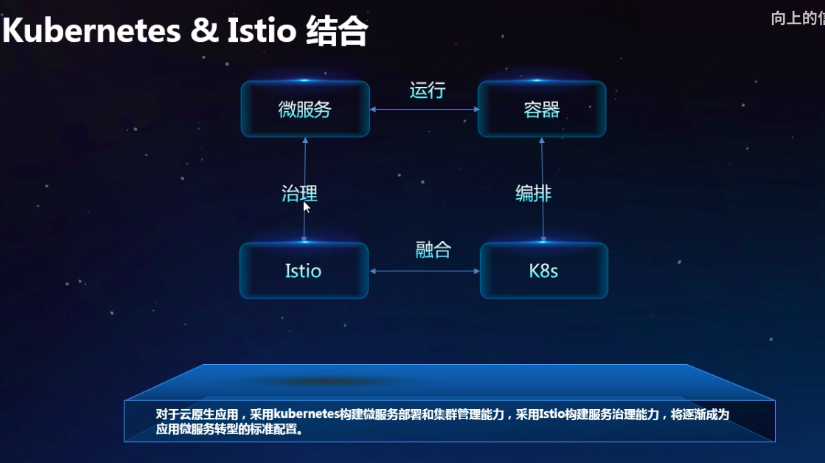 Kubernetes & Istio 结合
向上的信
微服务
运行
容器
治理
编排
Istio
融合
K8s
对于云原生应用，采用kubernetes构建微服务部署和集群管理能力，采用Istio构建服务治理能力，将逐渐成为
应用微服务转型的标准配置。